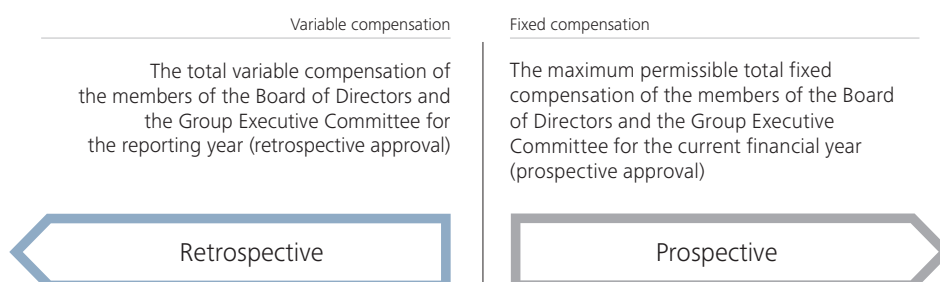 Variable compensation
The total variable compensation of
the members of the Board of Directors and
the Group Executive Committee for
the reporting year (retrospective approval)
Retrospective
Fixed compensation
The maximum permissible total fixed
compensation of the members of the Board
of Directors and the Group Executive
Committee for the current financial year
(prospective approval)
Prospective